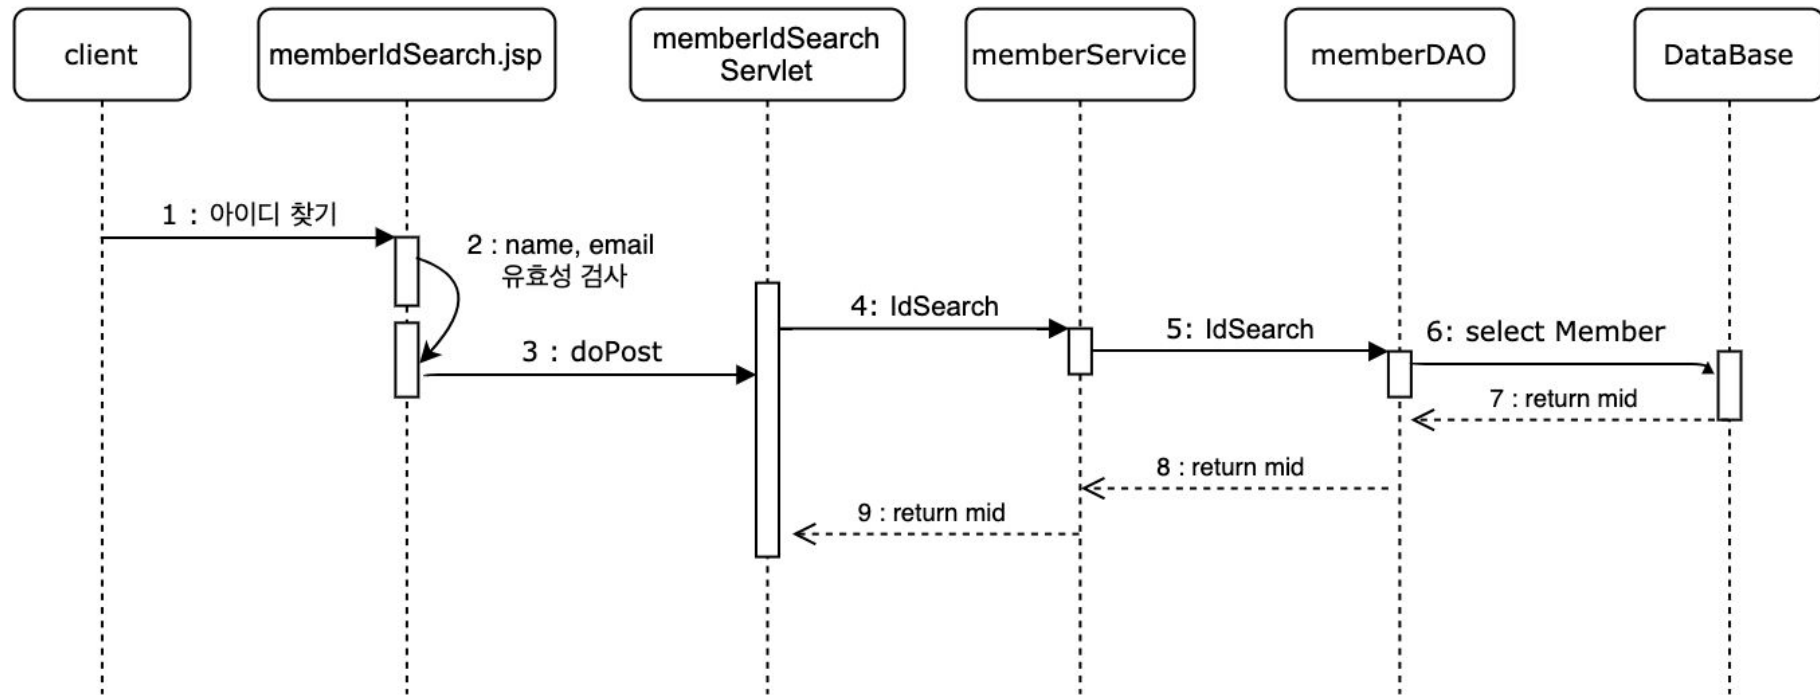 client
memberIdSearch.jsp
memberIdSearch
Servlet
memberService
memberDAO
DataBase
1 : 아이디 찾기
2 : name, email
유효성 검사
3 : doPost
4: IdSearch
5: IdSearch
6: select Member
7 : return mid
8 : return mid
9 : return mid